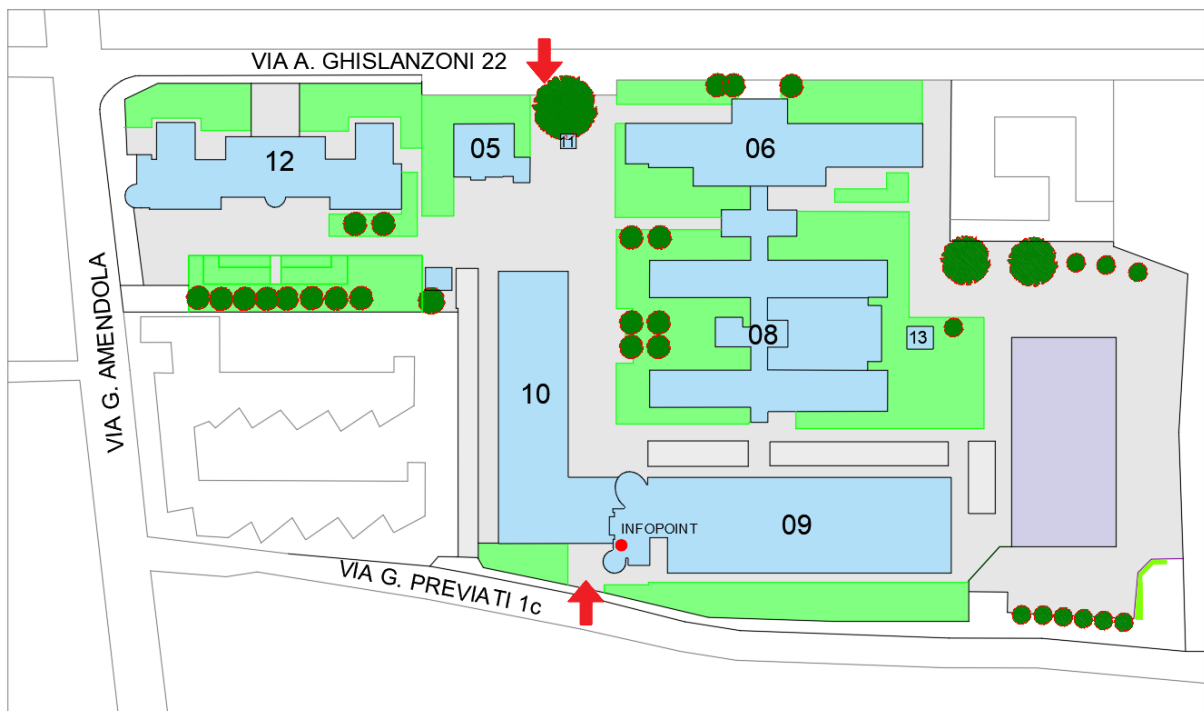 VIA A. GHISLANZONI 22
11
05
06
12
VIA G. AMENDOLA
08
13
10
09
INFOPOINT
VIA G. PREVIATI 1c